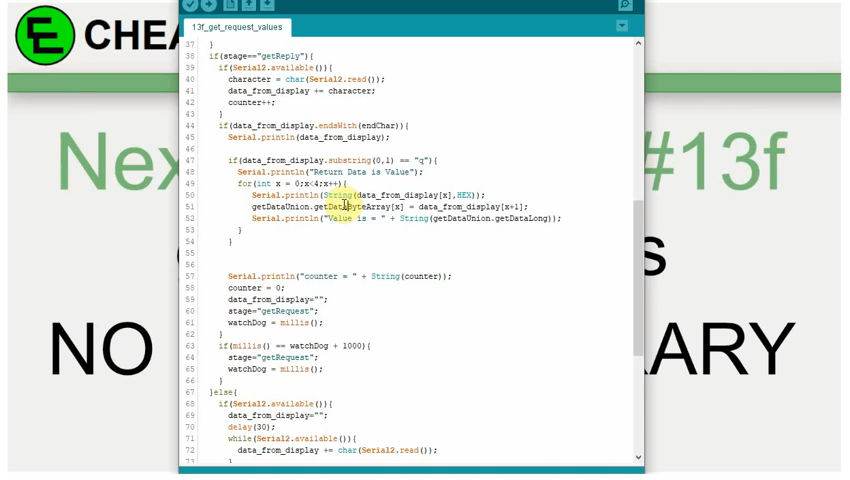 CHEA
13f_get_request_values
37 }
38 if(stage=="getReply"){
39 if(Serial2.available()){
40 character = char(Serial2.read());
41 data_from_display += character;
42 counter++;
43 }
44 if(data_from_display.endsWith(endChar)){
45 Serial.println(data_from_display);
46
47 if(data_from_display.substring(0,1) == "q"){
48 Serial.println("Return Data is Value");
49 for(int x = 0;x<4;x++){
50 Serial.println(String(data_from_display[x],HEX));
51 getDataUnion.getDataByteArray[x] = data_from_display[x+1];
52 Serial.println("Value is = " + String(getDataUnion.getDataLong));
53 }
54 }
55
56
57 Serial.println("counter = " + String(counter));
58 counter = 0;
59 data_from_display="";
60 stage="getRequest";
61 watchDog = millis();
62 }
63 if(millis() == watchDog + 1000){
64 stage="getRequest";
65 watchDog = millis();
66 }
67 }else{
68 if(Serial2.available()){
69 data_from_display="";
70 delay(30);
71 while(Serial2.available()){
72 data_from_display += char(Serial2.read());
73 }
Nex #13f
s
NO ARY